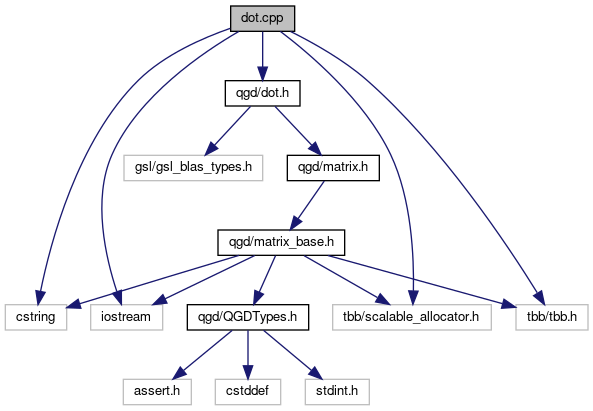 dot.cpp
qgd/dot.h
gsl/gsl_blas_types.h
qgd/matrix.h
qgd/matrix_base.h
cstring
iostream
qgd/QGDTypes.h
tbb/scalable_allocator.h
tbb/tbb.h
assert.h
cstddef
stdint.h